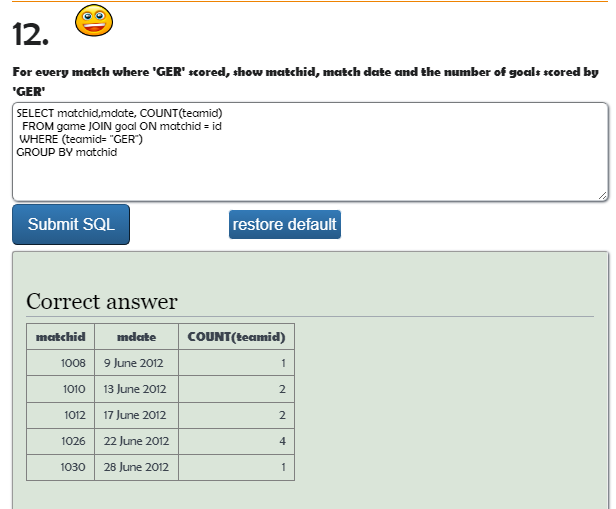 12.
For every match where 'GER' scored, show matchid, match date and the number of goals scored by
'GER'
SELECT matchid,mdate, COUNT(teamid)
FROM game JOIN goal ON matchid = id
WHERE (teamid= "GER")
GROUP BY matchid
Submit SQL restore default
Correct answer
matchid mdate COUNT(teamid)
1008 9 June 2012 1
1010 13 June 2012 2
1012 17 June 2012 2
1026 22 June 2012 4
1030 28 June 2012 1